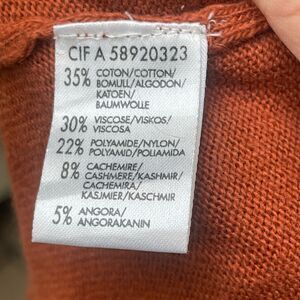 CIF A 58920323
35% COTON/COTTON/
BOMULL/ALGODON/
KATOEN/
BAUMWOLLE
30% VISCOSE/VISKOS/
VISCOSA
22% POLYAMIDE/NYLON/
POLYAMID/POLIAMIDA
8% CACHEMIRE/
CASHMERE/KASHMIR/
CACHEMIRA/
KASJMIER/KASCHMIR
5% ANGORA/
ANGORAKANIN